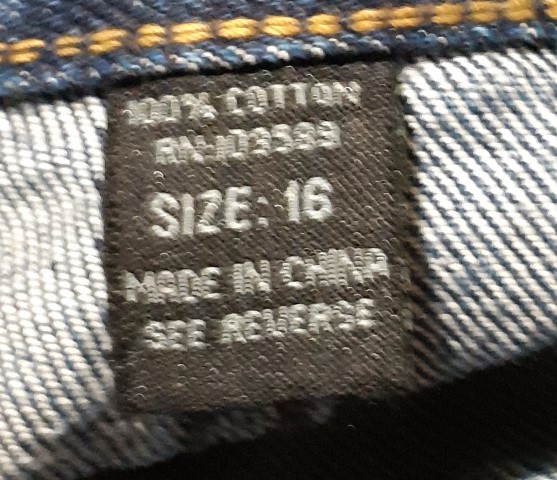 100% COTTON
SIZE: 16
MADE IN CHINA
SEE REVERSE